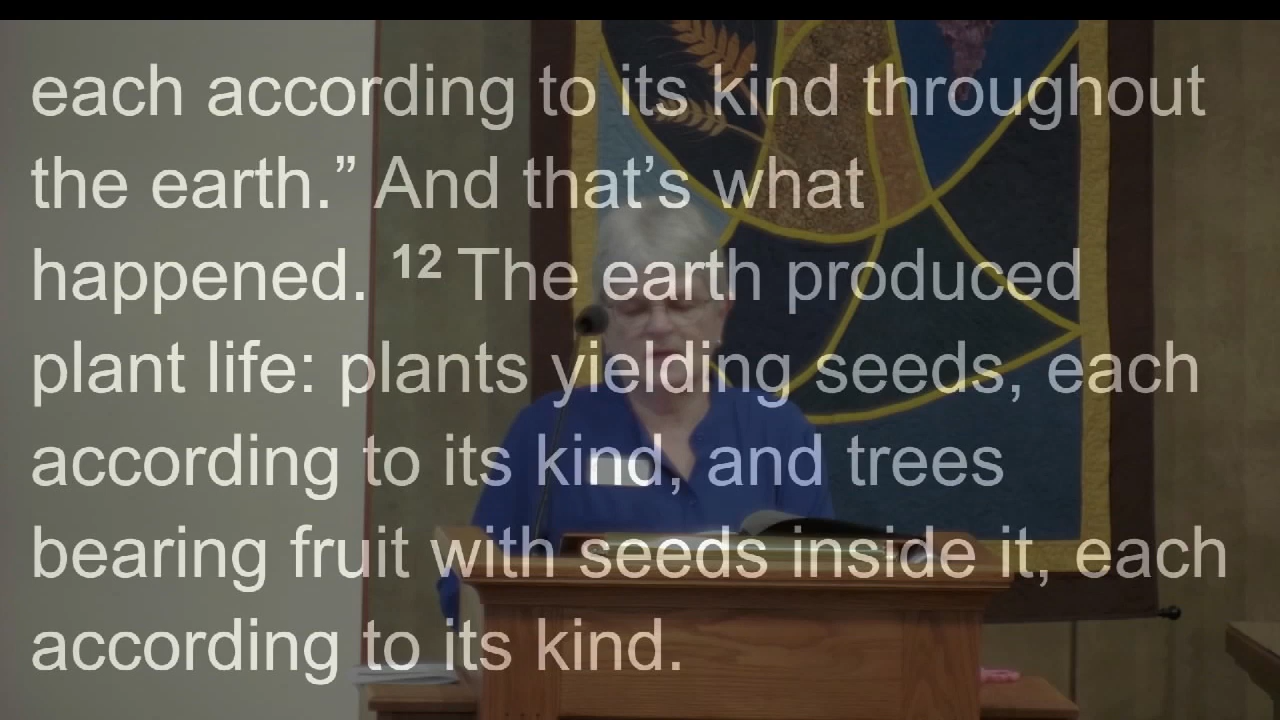 each according to its kind throughout
the earth.” And that’s what
happened. 12 The earth produced
plant life: plants yielding seeds, each
according to its kind, and trees
bearing fruit with seeds inside it, each
according to its kind.